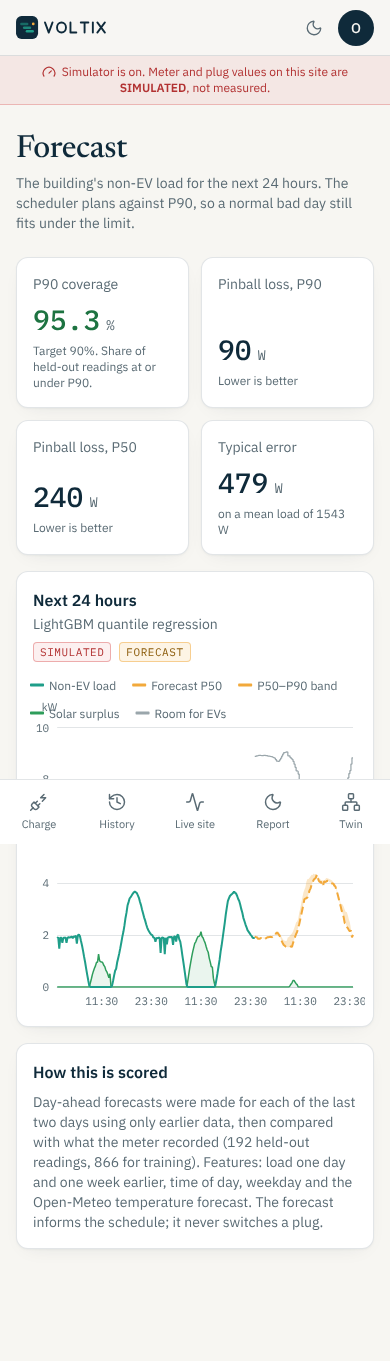 VOLTIX
O
Simulator is on. Meter and plug values on this site are
SIMULATED, not measured.
Forecast
The building's non-EV load for the next 24 hours. The
scheduler plans against P90, so a normal bad day still
fits under the limit.
P90 coverage
95.3 %
Target 90%. Share of
held-out readings at or
under P90.
Pinball loss, P90
90 W
Lower is better
Pinball loss, P50
240 W
Lower is better
Typical error
479 W
on a mean load of 1543
W
Next 24 hours
LightGBM quantile regression
SIMULATED FORECAST
Non-EV load Forecast P50 P50–P90 band
kW
Solar surplus Room for EVs
10
8
Charge History Live site Report Twin
4
2
0
11:30 23:30 11:30 23:30 11:30 23:30
How this is scored
Day-ahead forecasts were made for each of the last
two days using only earlier data, then compared
with what the meter recorded (192 held-out
readings, 866 for training). Features: load one day
and one week earlier, time of day, weekday and the
Open-Meteo temperature forecast. The forecast
informs the schedule; it never switches a plug.